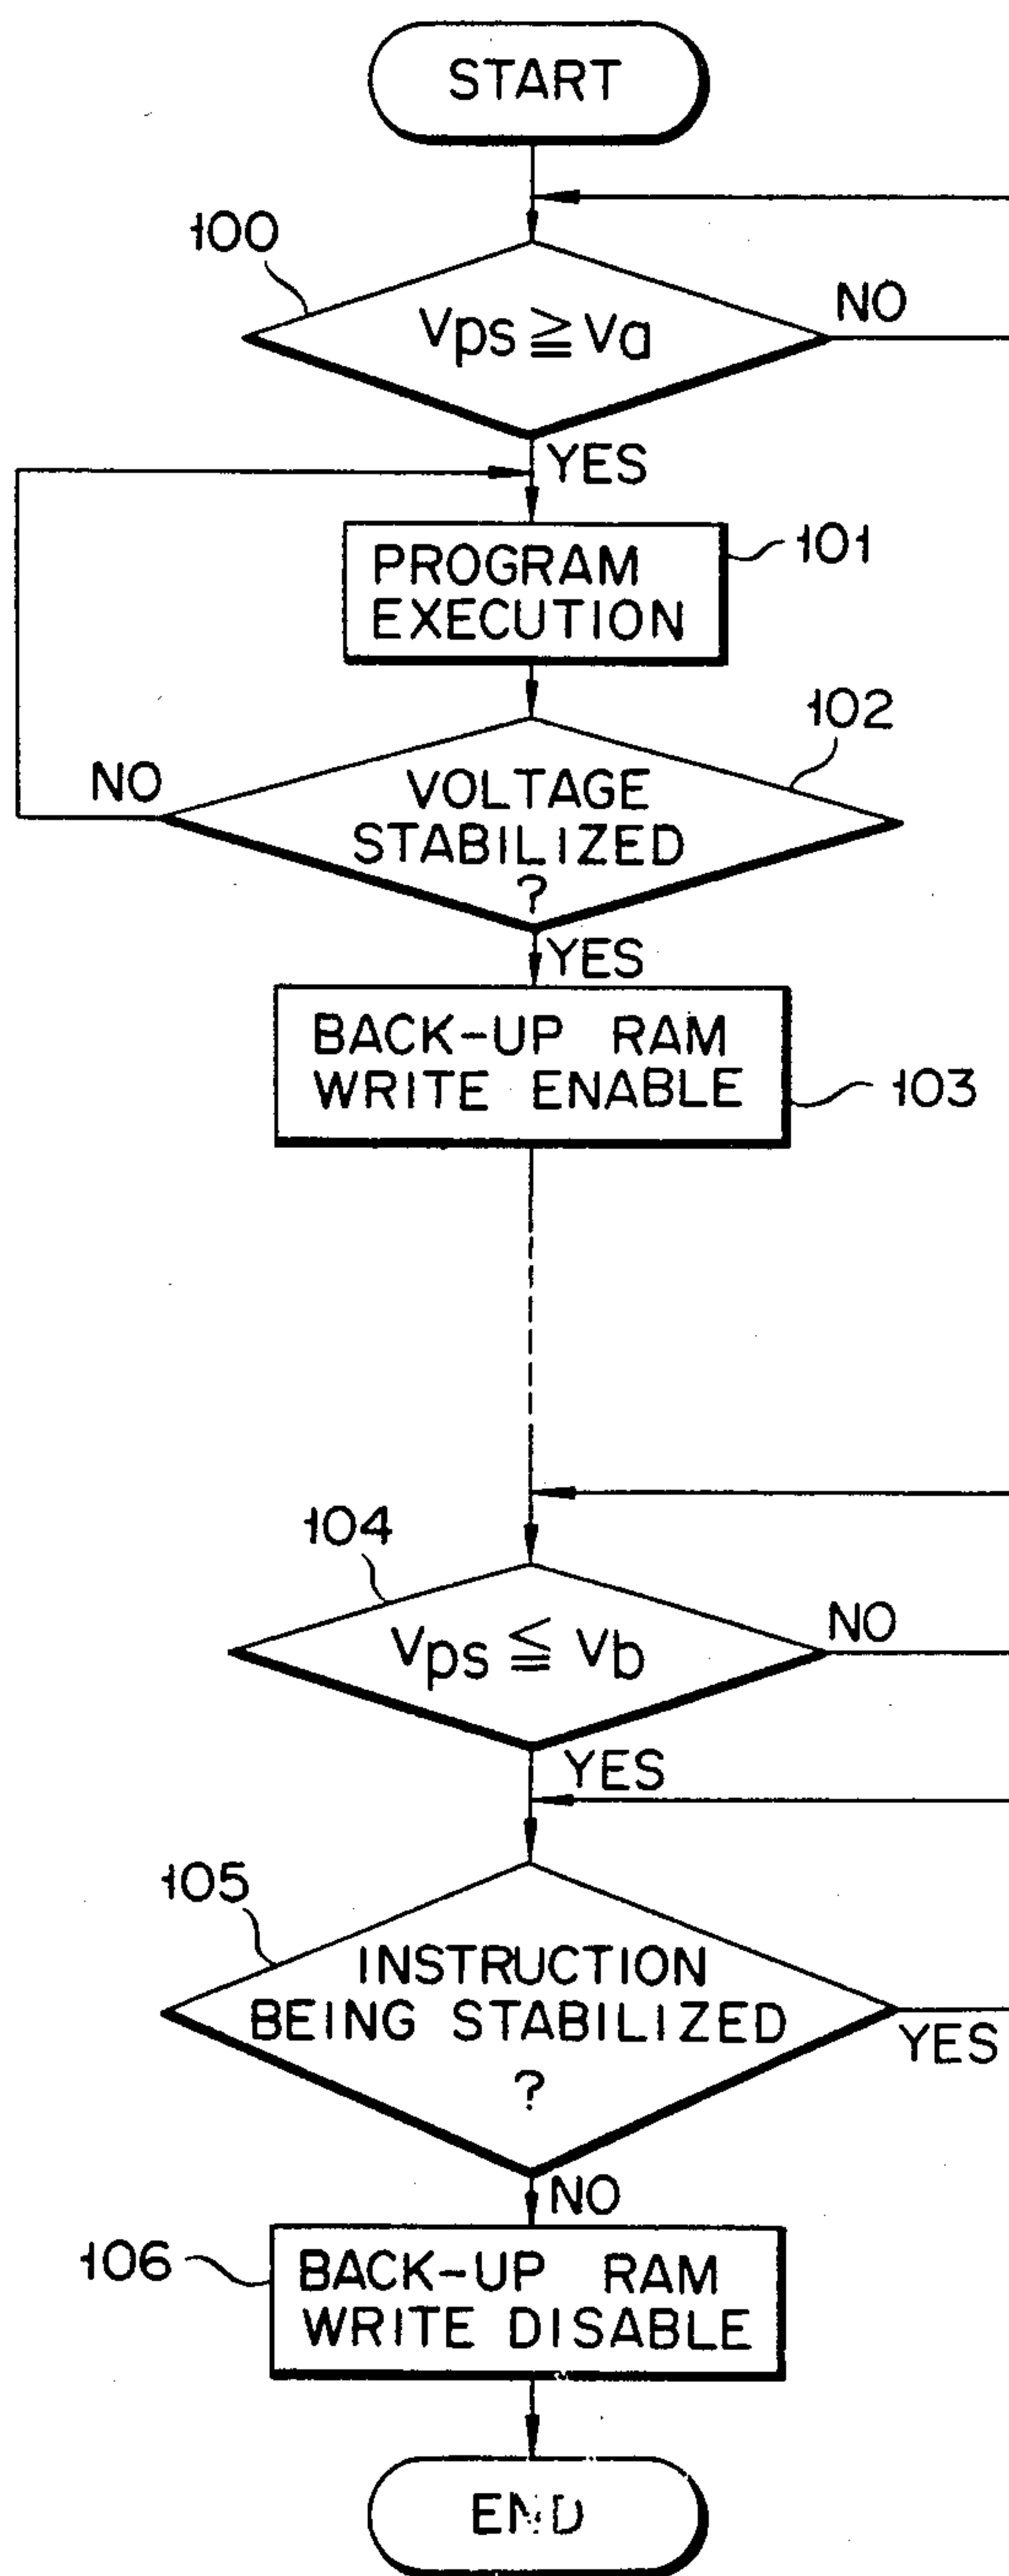 START
100
Vps ≧ Va
NO
YES
101
PROGRAM
EXECUTION
102
NO
VOLTAGE
STABILIZED
?
YES
BACK-UP RAM
WRITE ENABLE
103
104
Vps ≦ Vb
NO
YES
105
INSTRUCTION
BEING STABILIZED
?
YES
NO
106
BACK-UP RAM
WRITE DISABLE
END